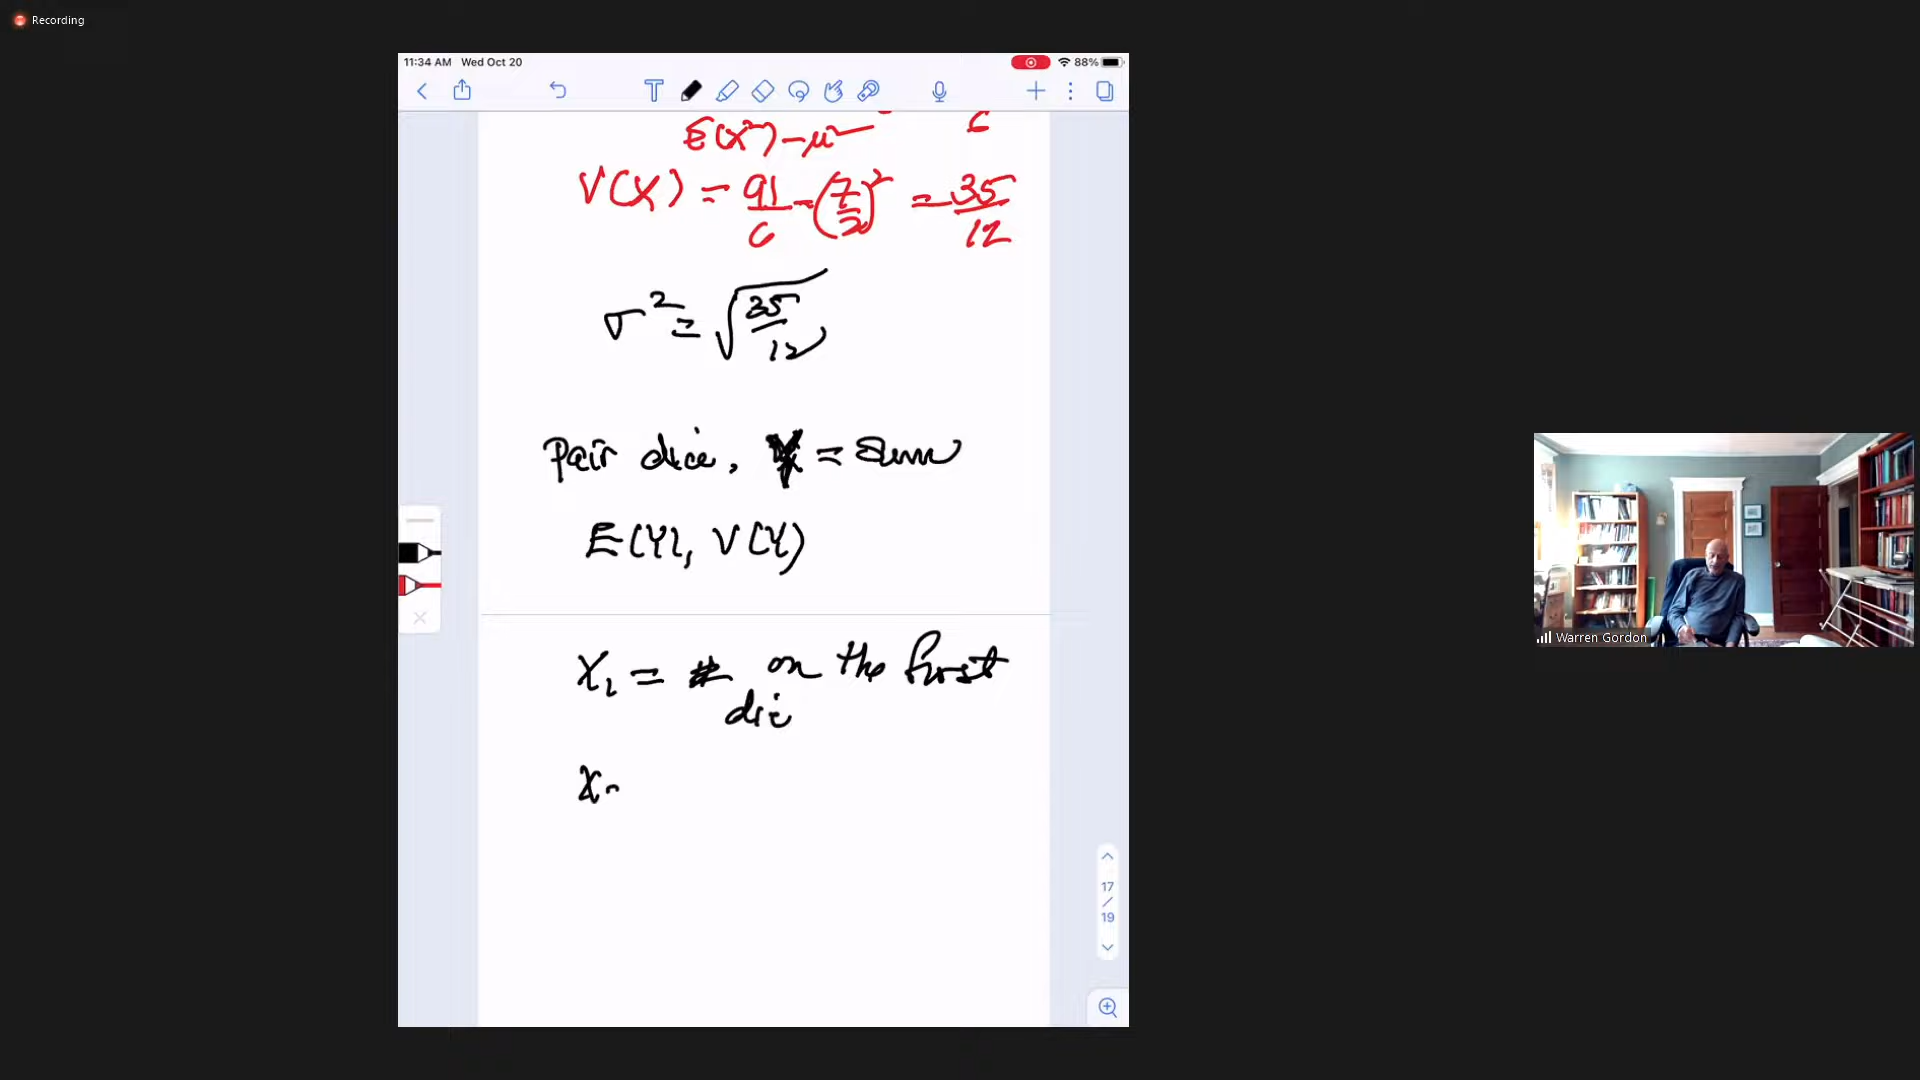 Recording
11:34 AM Wed Oct 20
88%
E(X²) - μ²
6
V(X) = 91/6 - (7/2)² = 35/12
σ² = √(35/12)
Pair dice, Y = sum
E(Y), V(Y)
X₁ = # on the first
die
X
17
/
19
Warren Gordon